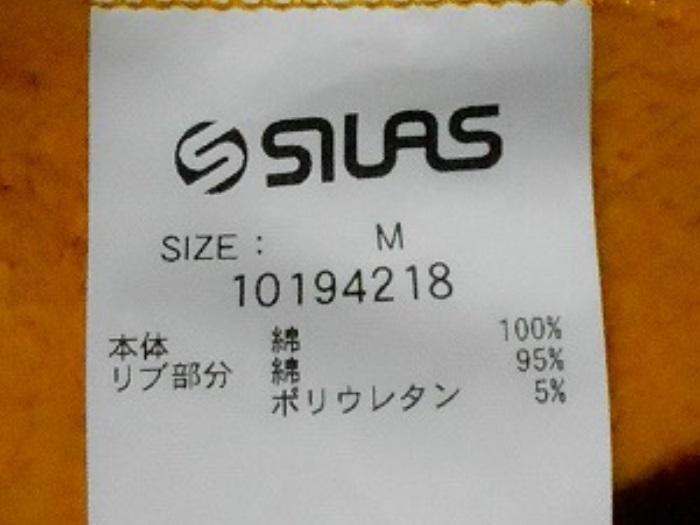 SILAS
SIZE: M
10194218
本体 綿 100%
リブ部分 綿 95%
ポリウレタン 5%